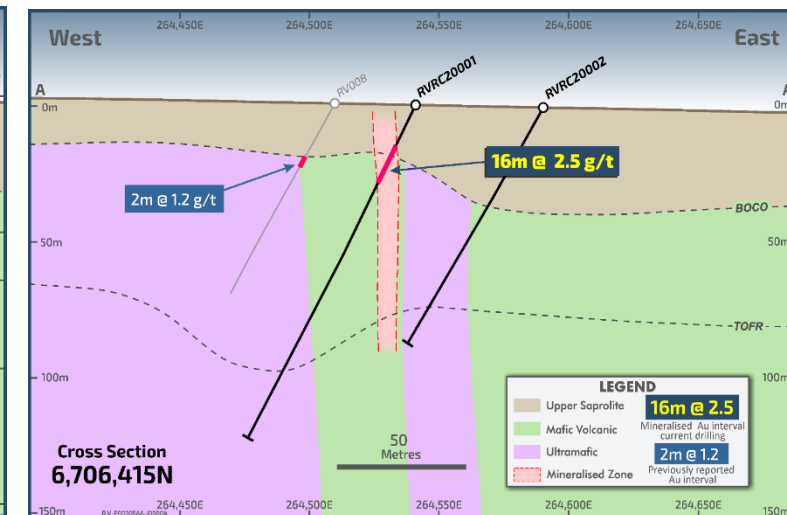 264,450E 264,500E 264,550E 264,600E 264,650E
West East
A A
RV008
RVRC20001
RVRC20002
0m 0m
16m @ 2.5 g/t
2m @ 1.2 g/t
BOCO
50m 50m
TOFR
100m 100m
LEGEND
Upper Saprolite
Mafic Volcanic
Ultramafic
Mineralised Zone
16m @ 2.5
Mineralised Au interval
current drilling
2m @ 1.2
Previously reported
Au interval
50
Metres
Cross Section
6,706,415N
150m 264,450E 264,500E 264,550E 264,600E 264,650E 150m